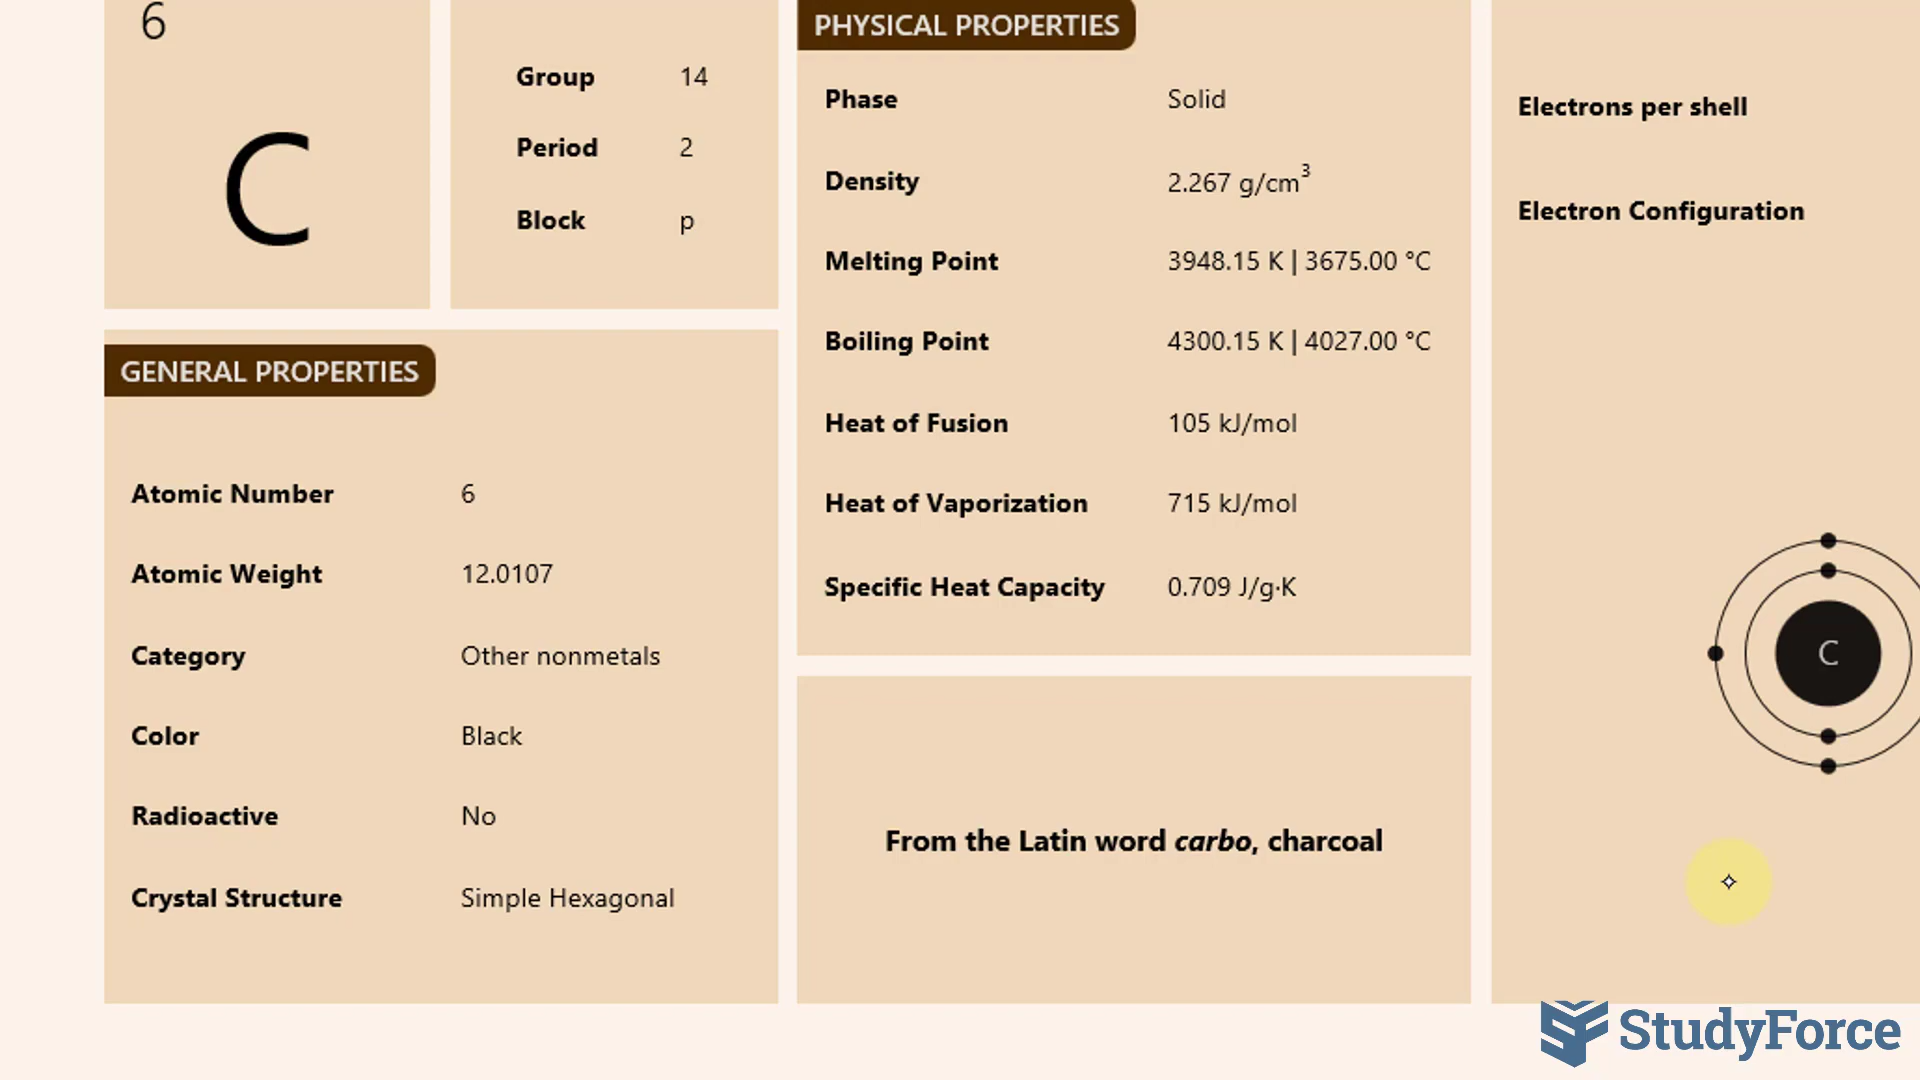 6
C
Group 14
Period 2
Block p
GENERAL PROPERTIES
Atomic Number 6
Atomic Weight 12.0107
Category Other nonmetals
Color Black
Radioactive No
Crystal Structure Simple Hexagonal
PHYSICAL PROPERTIES
Phase Solid
Density 2.267 g/cm³
Melting Point 3948.15 K | 3675.00 °C
Boiling Point 4300.15 K | 4027.00 °C
Heat of Fusion 105 kJ/mol
Heat of Vaporization 715 kJ/mol
Specific Heat Capacity 0.709 J/g·K
From the Latin word carbo, charcoal
Electrons per shell
Electron Configuration
C
StudyForce